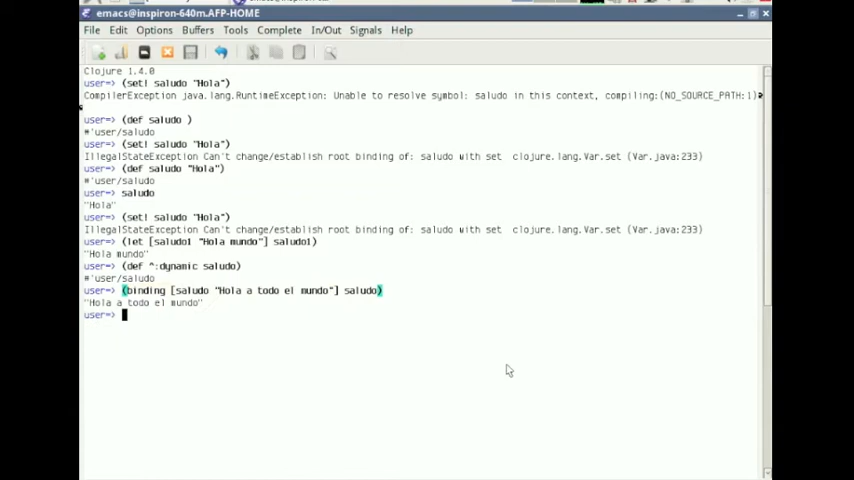 emacs@inspiron-640m.AFP-HOME
File Edit Options Buffers Tools Complete In/Out Signals Help
Clojure 1.4.0
user=> (set! saludo "Hola")
CompilerException java.lang.RuntimeException: Unable to resolve symbol: saludo in this context, compiling:(NO_SOURCE_PATH:1)
user=> (def saludo )
#'user/saludo
user=> (set! saludo "Hola")
IllegalStateException Can't change/establish root binding of: saludo with set  clojure.lang.Var.set (Var.java:233)
user=> (def saludo "Hola")
#'user/saludo
user=> saludo
"Hola"
user=> (set! saludo "Hola")
IllegalStateException Can't change/establish root binding of: saludo with set  clojure.lang.Var.set (Var.java:233)
user=> (let [saludo1 "Hola mundo"] saludo1)
"Hola mundo"
user=> (def ^:dynamic saludo)
#'user/saludo
user=> (binding [saludo "Hola a todo el mundo"] saludo)
"Hola a todo el mundo"
user=>